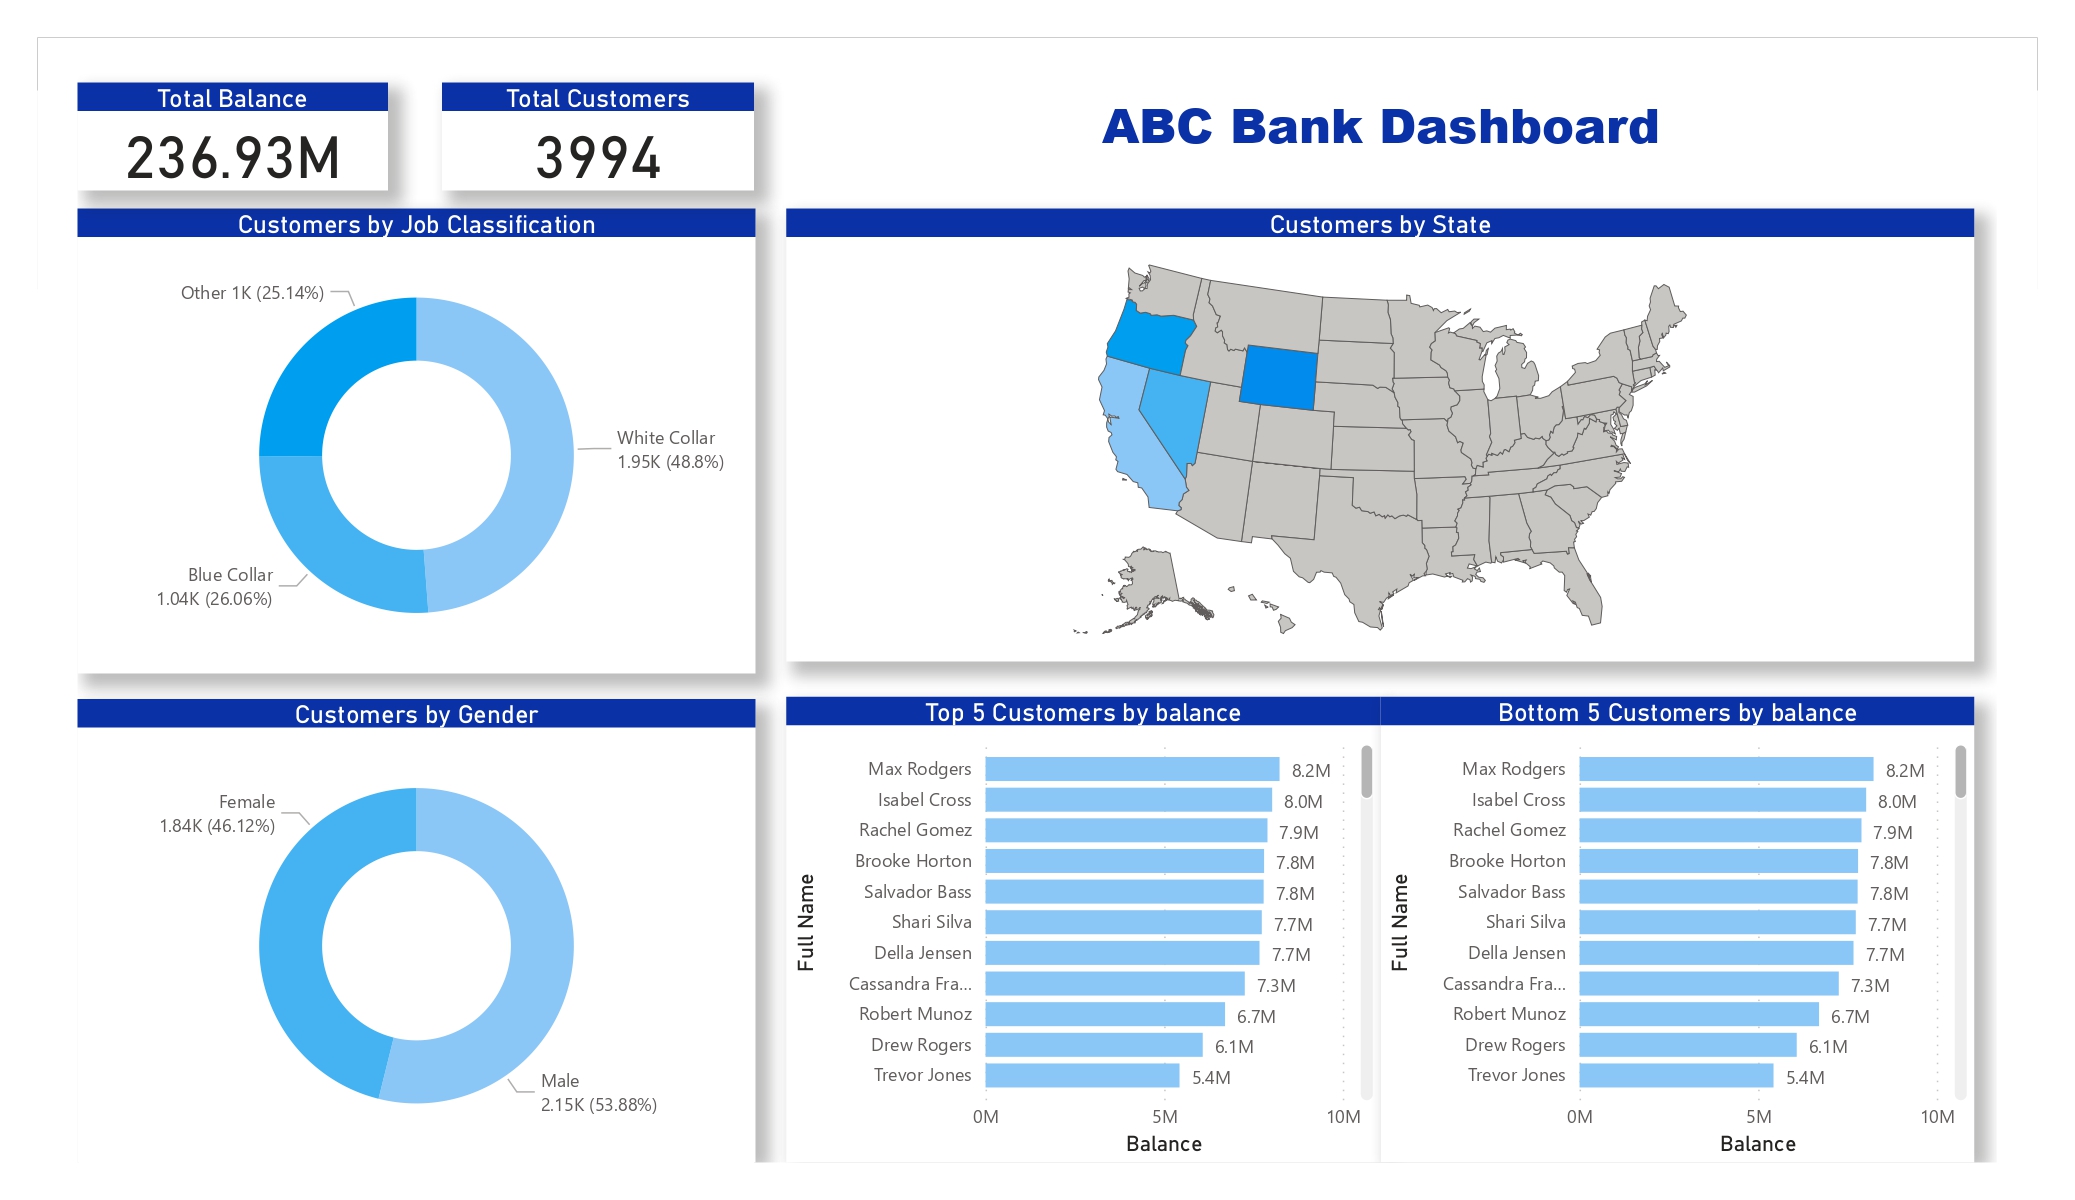 Total Balance
236.93M
Total Customers
3994
ABC Bank Dashboard
Customers by Job Classification
Other 1K (25.14%)
White Collar
1.95K (48.8%)
Blue Collar
1.04K (26.06%)
Customers by State
Customers by Gender
Female
1.84K (46.12%)
Male
2.15K (53.88%)
Top 5 Customers by balance
Full Name
Max Rodgers 8.2M
Isabel Cross 8.0M
Rachel Gomez 7.9M
Brooke Horton 7.8M
Salvador Bass 7.8M
Shari Silva 7.7M
Della Jensen 7.7M
Cassandra Fra... 7.3M
Robert Munoz 6.7M
Drew Rogers 6.1M
Trevor Jones 5.4M
0M 5M 10M
Balance
Bottom 5 Customers by balance
Full Name
Max Rodgers 8.2M
Isabel Cross 8.0M
Rachel Gomez 7.9M
Brooke Horton 7.8M
Salvador Bass 7.8M
Shari Silva 7.7M
Della Jensen 7.7M
Cassandra Fra... 7.3M
Robert Munoz 6.7M
Drew Rogers 6.1M
Trevor Jones 5.4M
0M 5M 10M
Balance